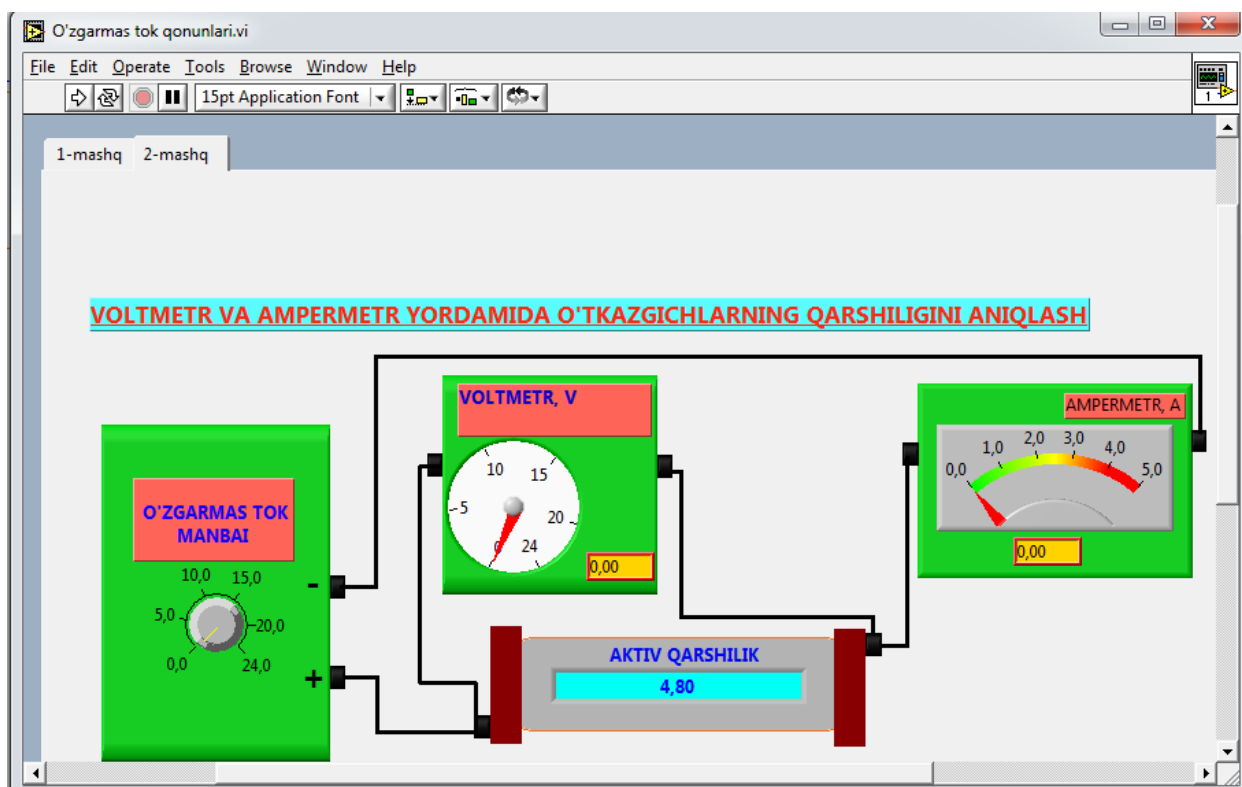 O'zgarmas tok qonunlari.vi
File Edit Operate Tools Browse Window Help
15pt Application Font
1
1-mashq 2-mashq
VOLTMETR VA AMPERMETR YORDAMIDA O'TKAZGICHLARNING QARSHILIGINI ANIQLASH
O'ZGARMAS TOK
MANBAI
0,0 5,0 10,0 15,0 20,0 24,0
-
+
VOLTMETR, V
0 5 10 15 20 24
0,00
AMPERMETR, A
0,0 1,0 2,0 3,0 4,0 5,0
0,00
AKTIV QARSHILIK
4,80